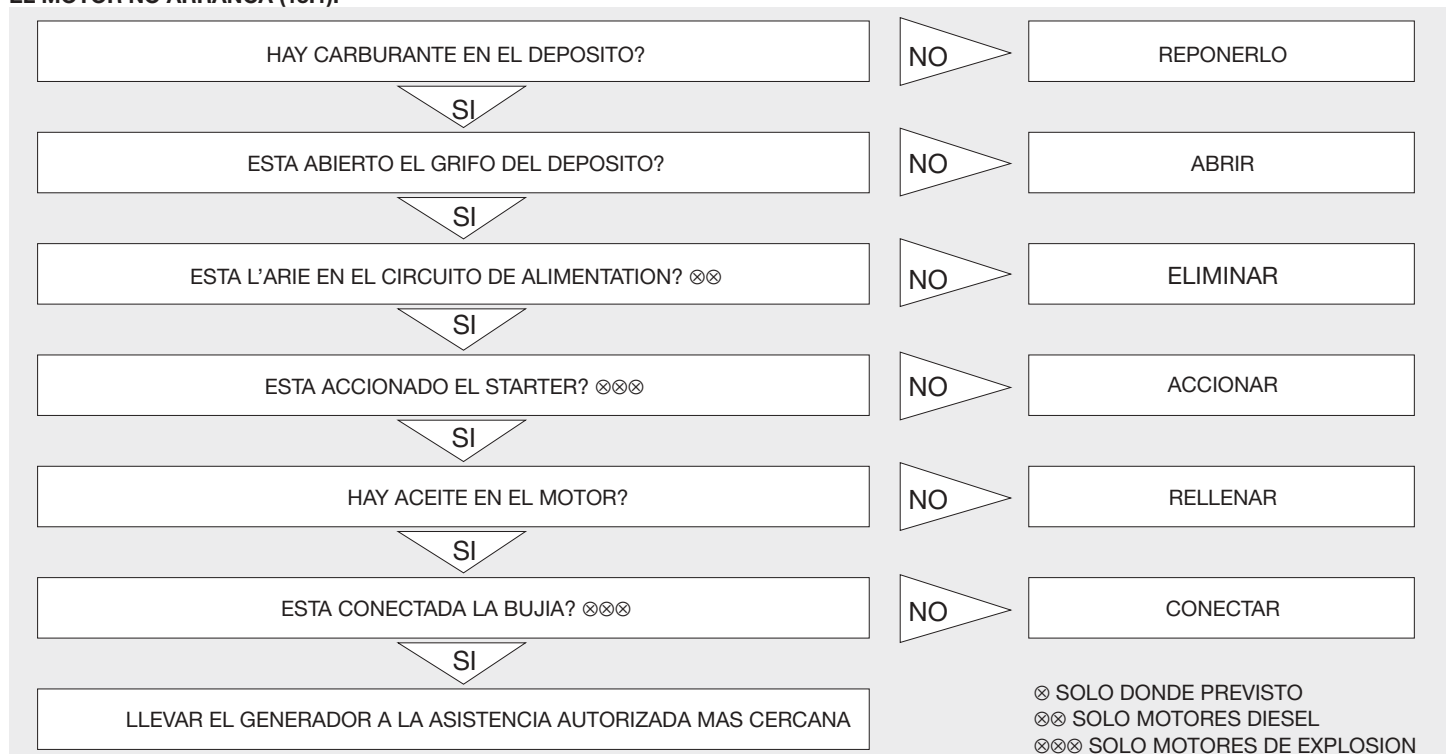 HAY CARBURANTE EN EL DEPOSITO?
NO
REPONERLO
SI
ESTA ABIERTO EL GRIFO DEL DEPOSITO?
NO
ABRIR
SI
ESTA L'ARIE EN EL CIRCUITO DE ALIMENTATION? ⊗⊗
NO
ELIMINAR
SI
ESTA ACCIONADO EL STARTER? ⊗⊗⊗
NO
ACCIONAR
SI
HAY ACEITE EN EL MOTOR?
NO
RELLENAR
SI
ESTA CONECTADA LA BUJIA? ⊗⊗⊗
NO
CONECTAR
SI
LLEVAR EL GENERADOR A LA ASISTENCIA AUTORIZADA MAS CERCANA
⊗ SOLO DONDE PREVISTO
⊗⊗ SOLO MOTORES DIESEL
⊗⊗⊗ SOLO MOTORES DE EXPLOSION